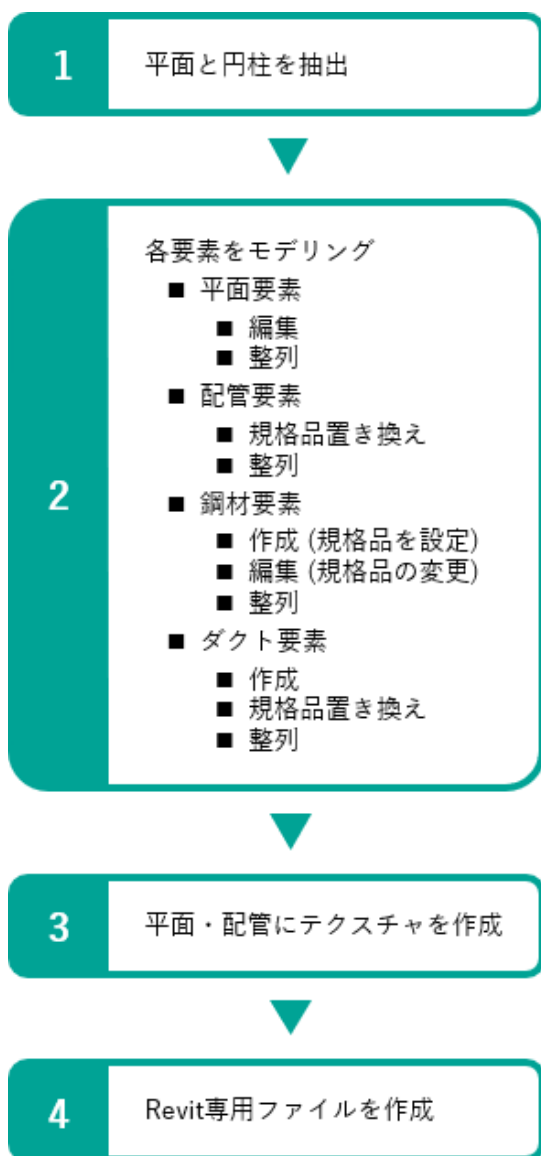 1
平面と円柱を抽出
2
各要素をモデリング
■ 平面要素
■ 編集
■ 整列
■ 配管要素
■ 規格品置き換え
■ 整列
■ 鋼材要素
■ 作成 (規格品を設定)
■ 編集 (規格品の変更)
■ 整列
■ ダクト要素
■ 作成
■ 規格品置き換え
■ 整列
3
平面・配管にテクスチャを作成
4
Revit専用ファイルを作成